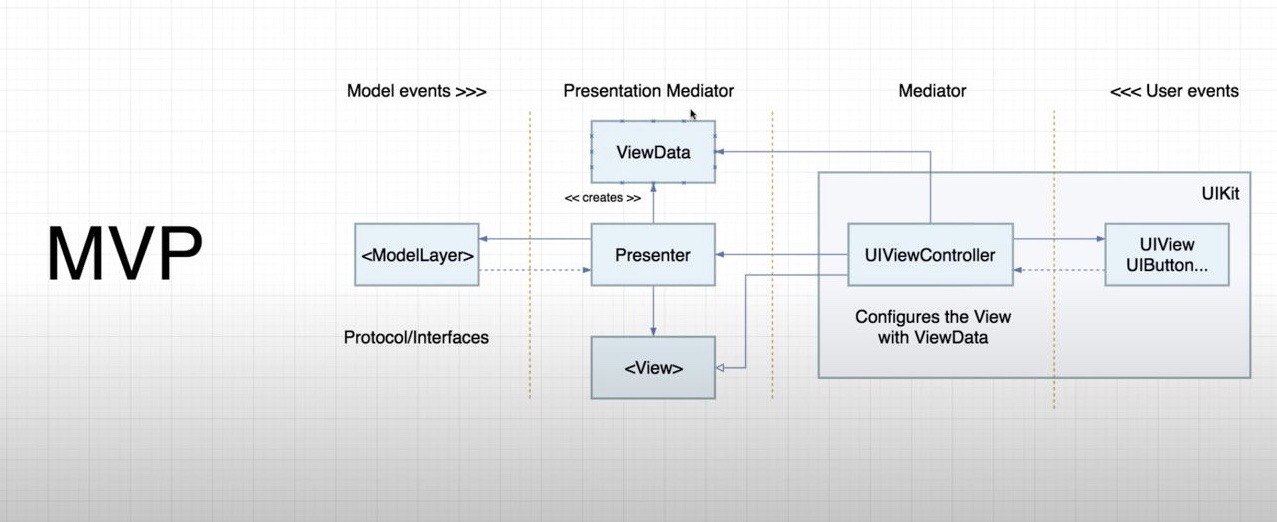 Model events >>>
Presentation Mediator
Mediator
<<< User events
ViewData
<< creates >>
UIKit
MVP
<ModelLayer>
Presenter
UIViewController
UIView
UIButton...
Protocol/Interfaces
Configures the View
with ViewData
<View>